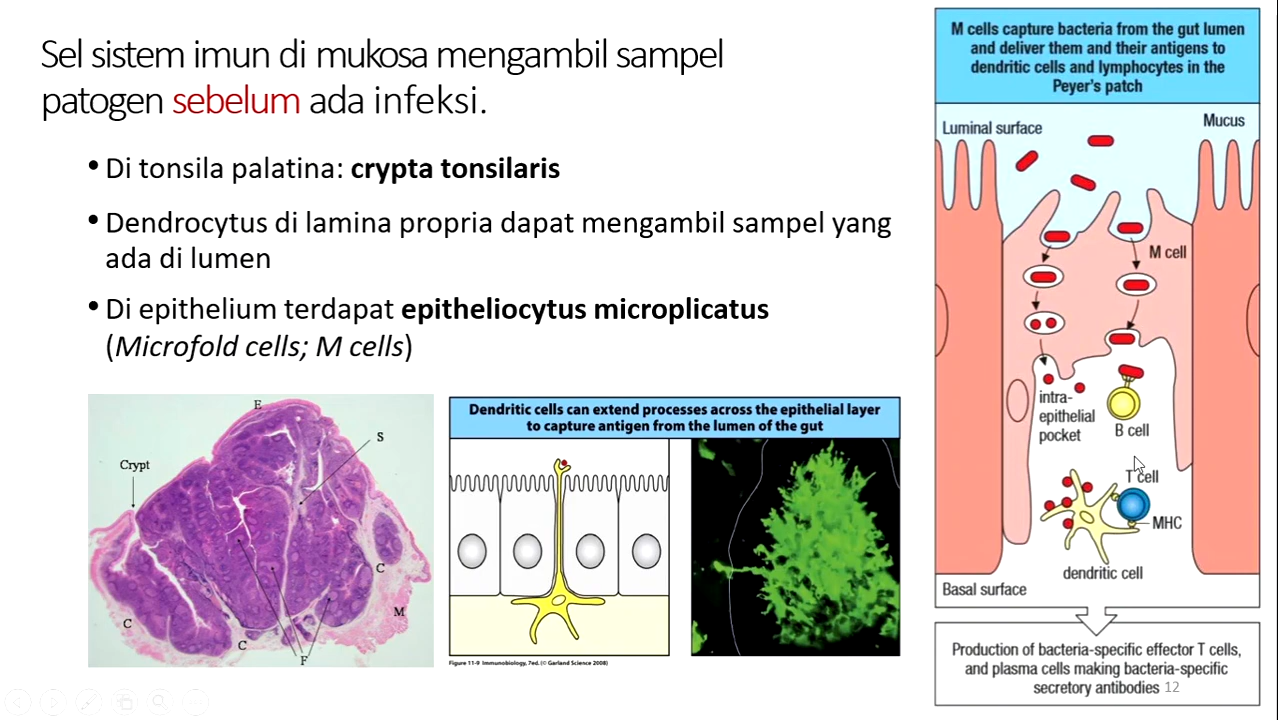 Sel sistem imun di mukosa mengambil sampel
patogen sebelum ada infeksi.
• Di tonsila palatina: crypta tonsilaris
• Dendrocytus di lamina propria dapat mengambil sampel yang
ada di lumen
• Di epithelium terdapat epitheliocytus microplicatus
(Microfold cells; M cells)
E
S
Crypt
C
M
C
C
F
Dendritic cells can extend processes across the epithelial layer
to capture antigen from the lumen of the gut
Figure 11-9 Immunobiology, 7ed. (© Garland Science 2008)
M cells capture bacteria from the gut lumen
and deliver them and their antigens to
dendritic cells and lymphocytes in the
Peyer's patch
Luminal surface
Mucus
M cell
intra-
epithelial
pocket
B cell
T cell
MHC
dendritic cell
Basal surface
Production of bacteria-specific effector T cells,
and plasma cells making bacteria-specific
secretory antibodies
12